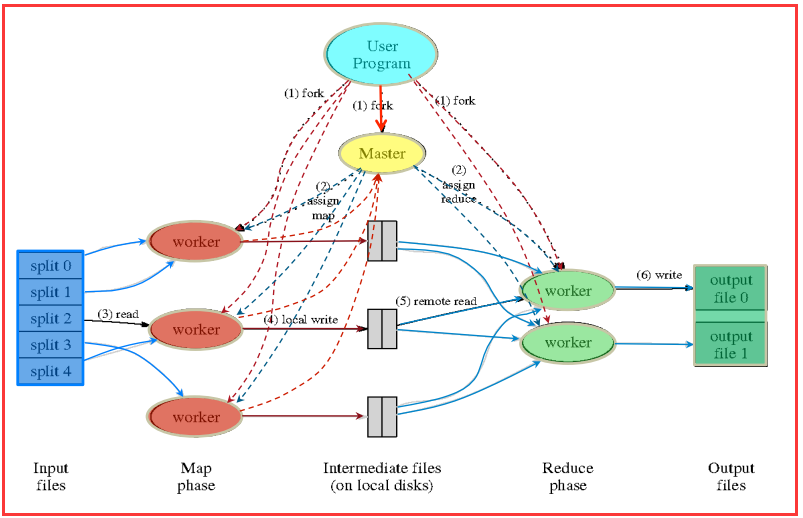 User
Program
(1) fork
(1) fork
(1) fork
Master
(2)
assign
map
(2)
assign
reduce
worker
split 0
split 1
split 2
split 3
split 4
(3) read
worker
(4) local write
(5) remote read
worker
worker
worker
(6) write
output
file 0
output
file 1
Input
files
Map
phase
Intermediate files
(on local disks)
Reduce
phase
Output
files